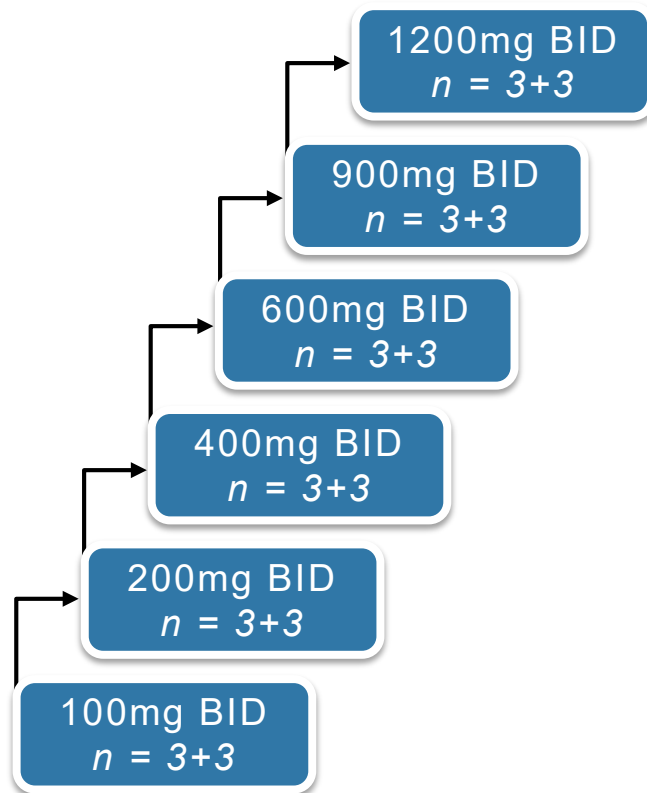 1200mg BID
n = 3+3
900mg BID
n = 3+3
600mg BID
n = 3+3
400mg BID
n = 3+3
200mg BID
n = 3+3
100mg BID
n = 3+3